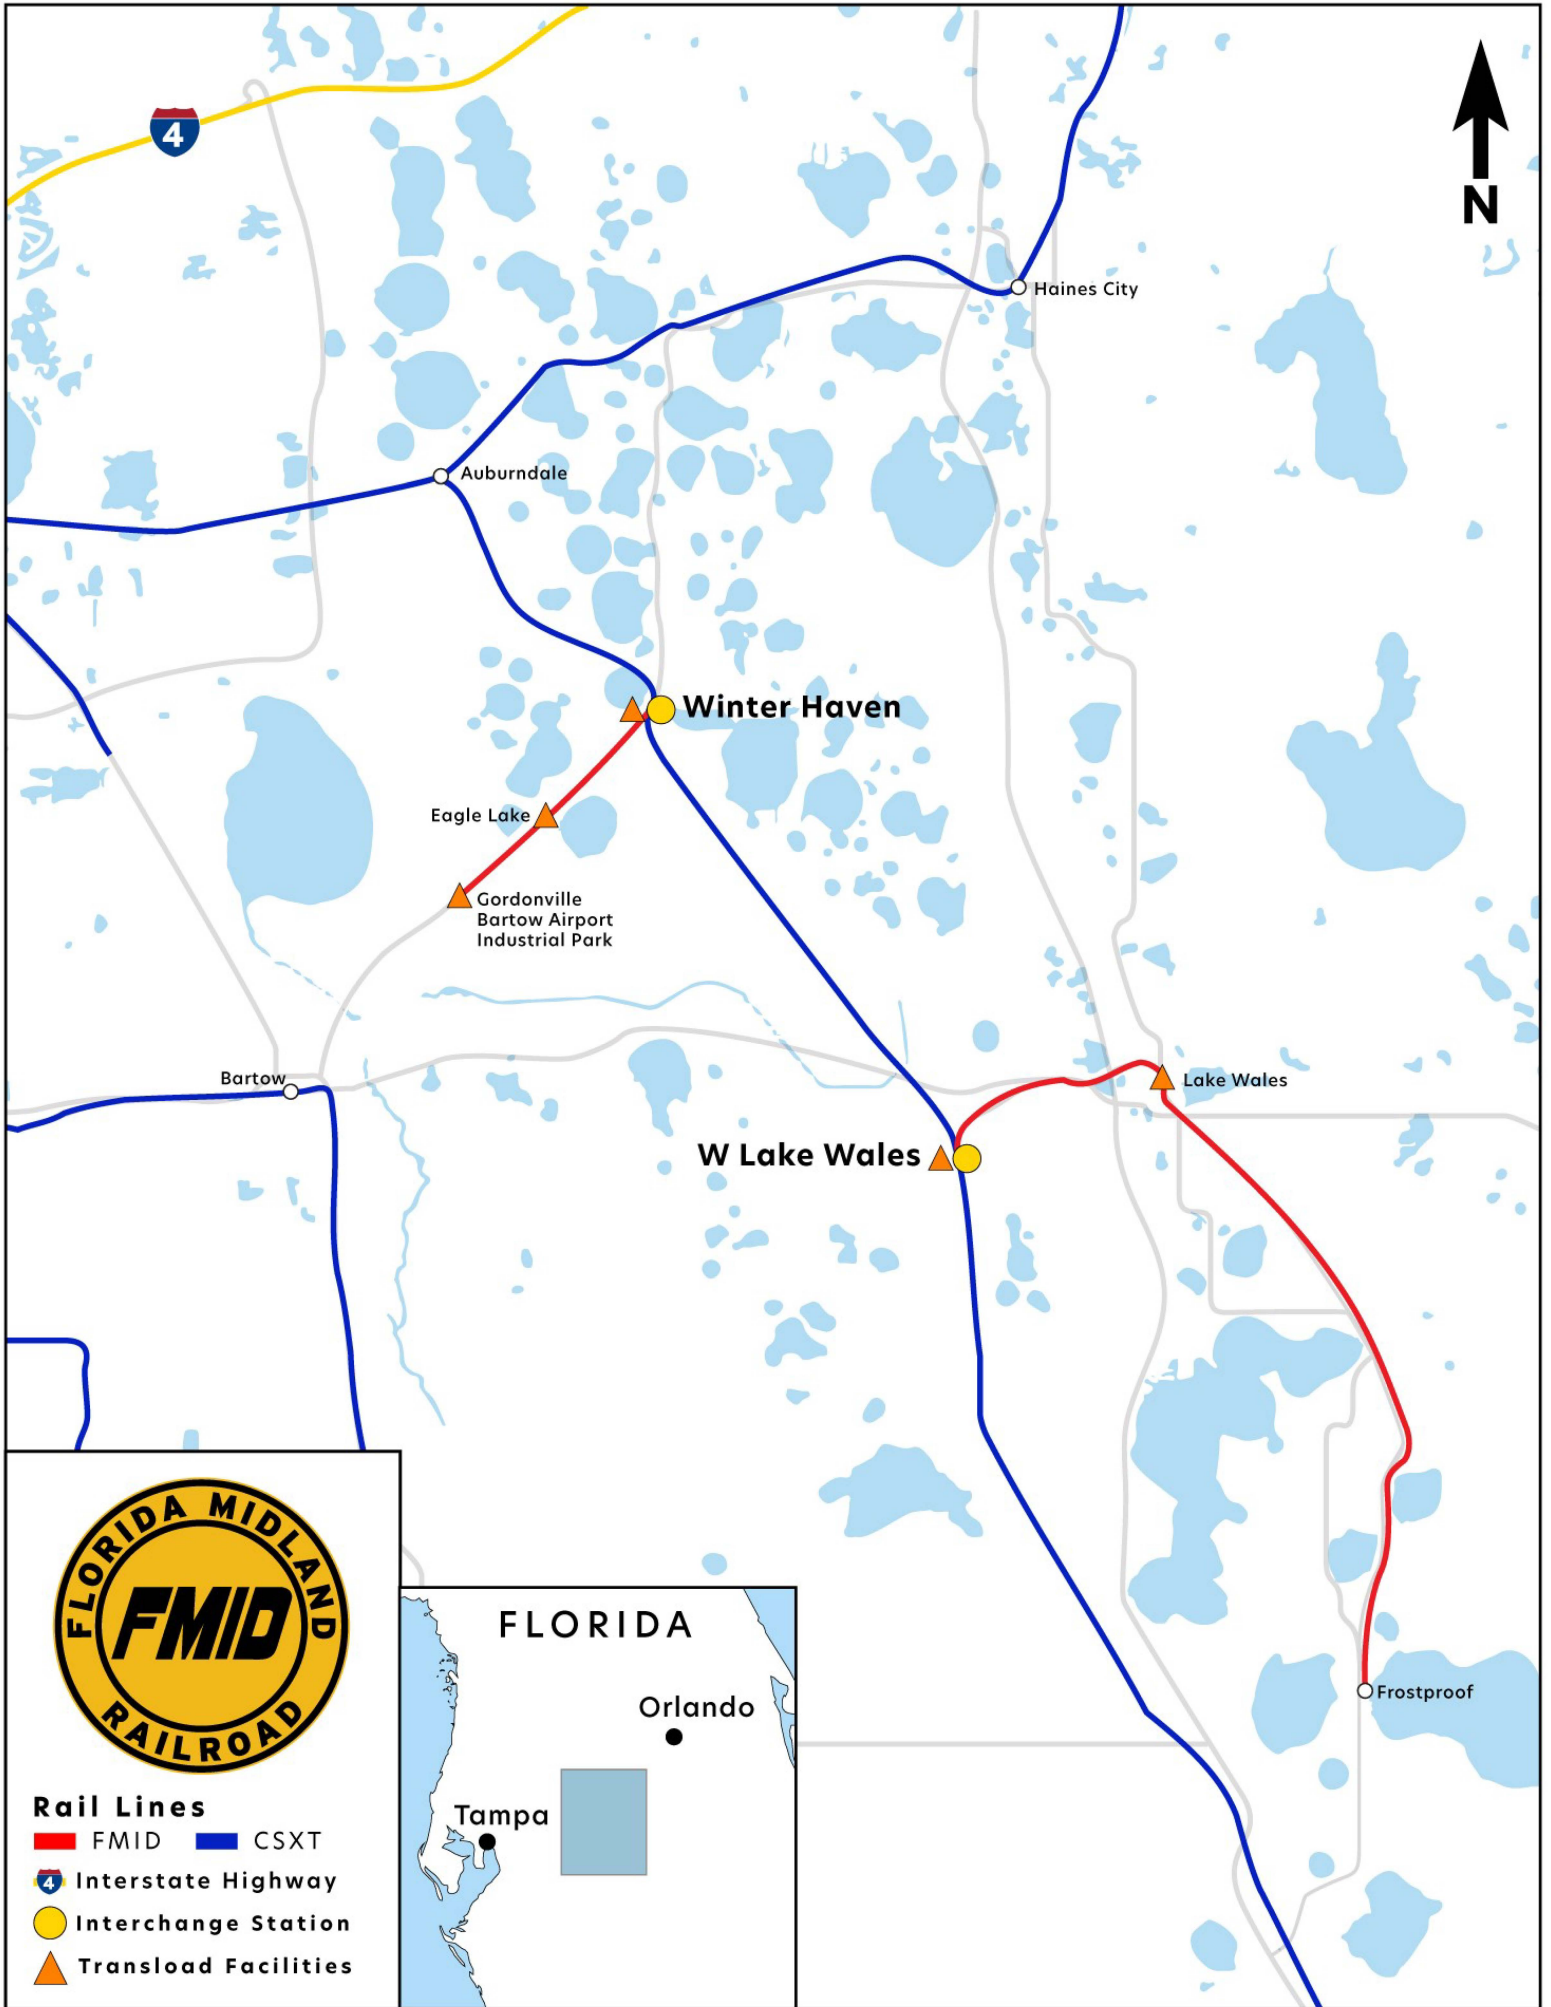 4
N
Haines City
Auburndale
Winter Haven
Eagle Lake
Gordonville
Bartow Airport
Industrial Park
Bartow
Lake Wales
W Lake Wales
Frostproof
FLORIDA MIDLAND
FMID
RAILROAD
Rail Lines
FMID CSXT
4 Interstate Highway
Interchange Station
Transload Facilities
FLORIDA
Orlando
Tampa